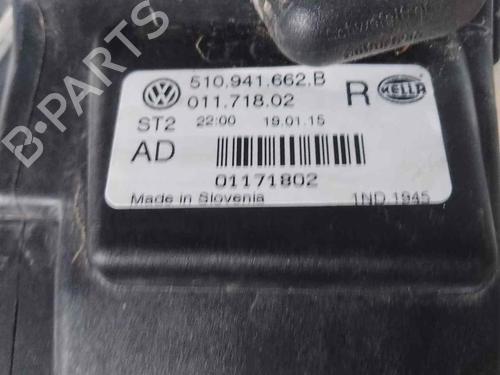 510.941.662.B
011.718.02 R HELLA
ST2 22:00 19.01.15
AD
01171802
Made in Slovenia 1ND 1945
B-PARTS